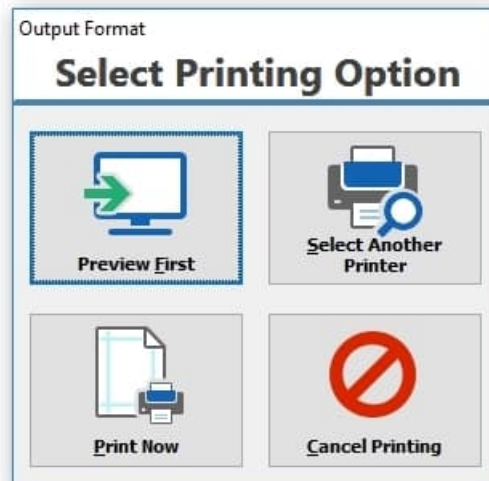 Output Format
Select Printing Option
Preview First
Select Another
Printer
Print Now
Cancel Printing